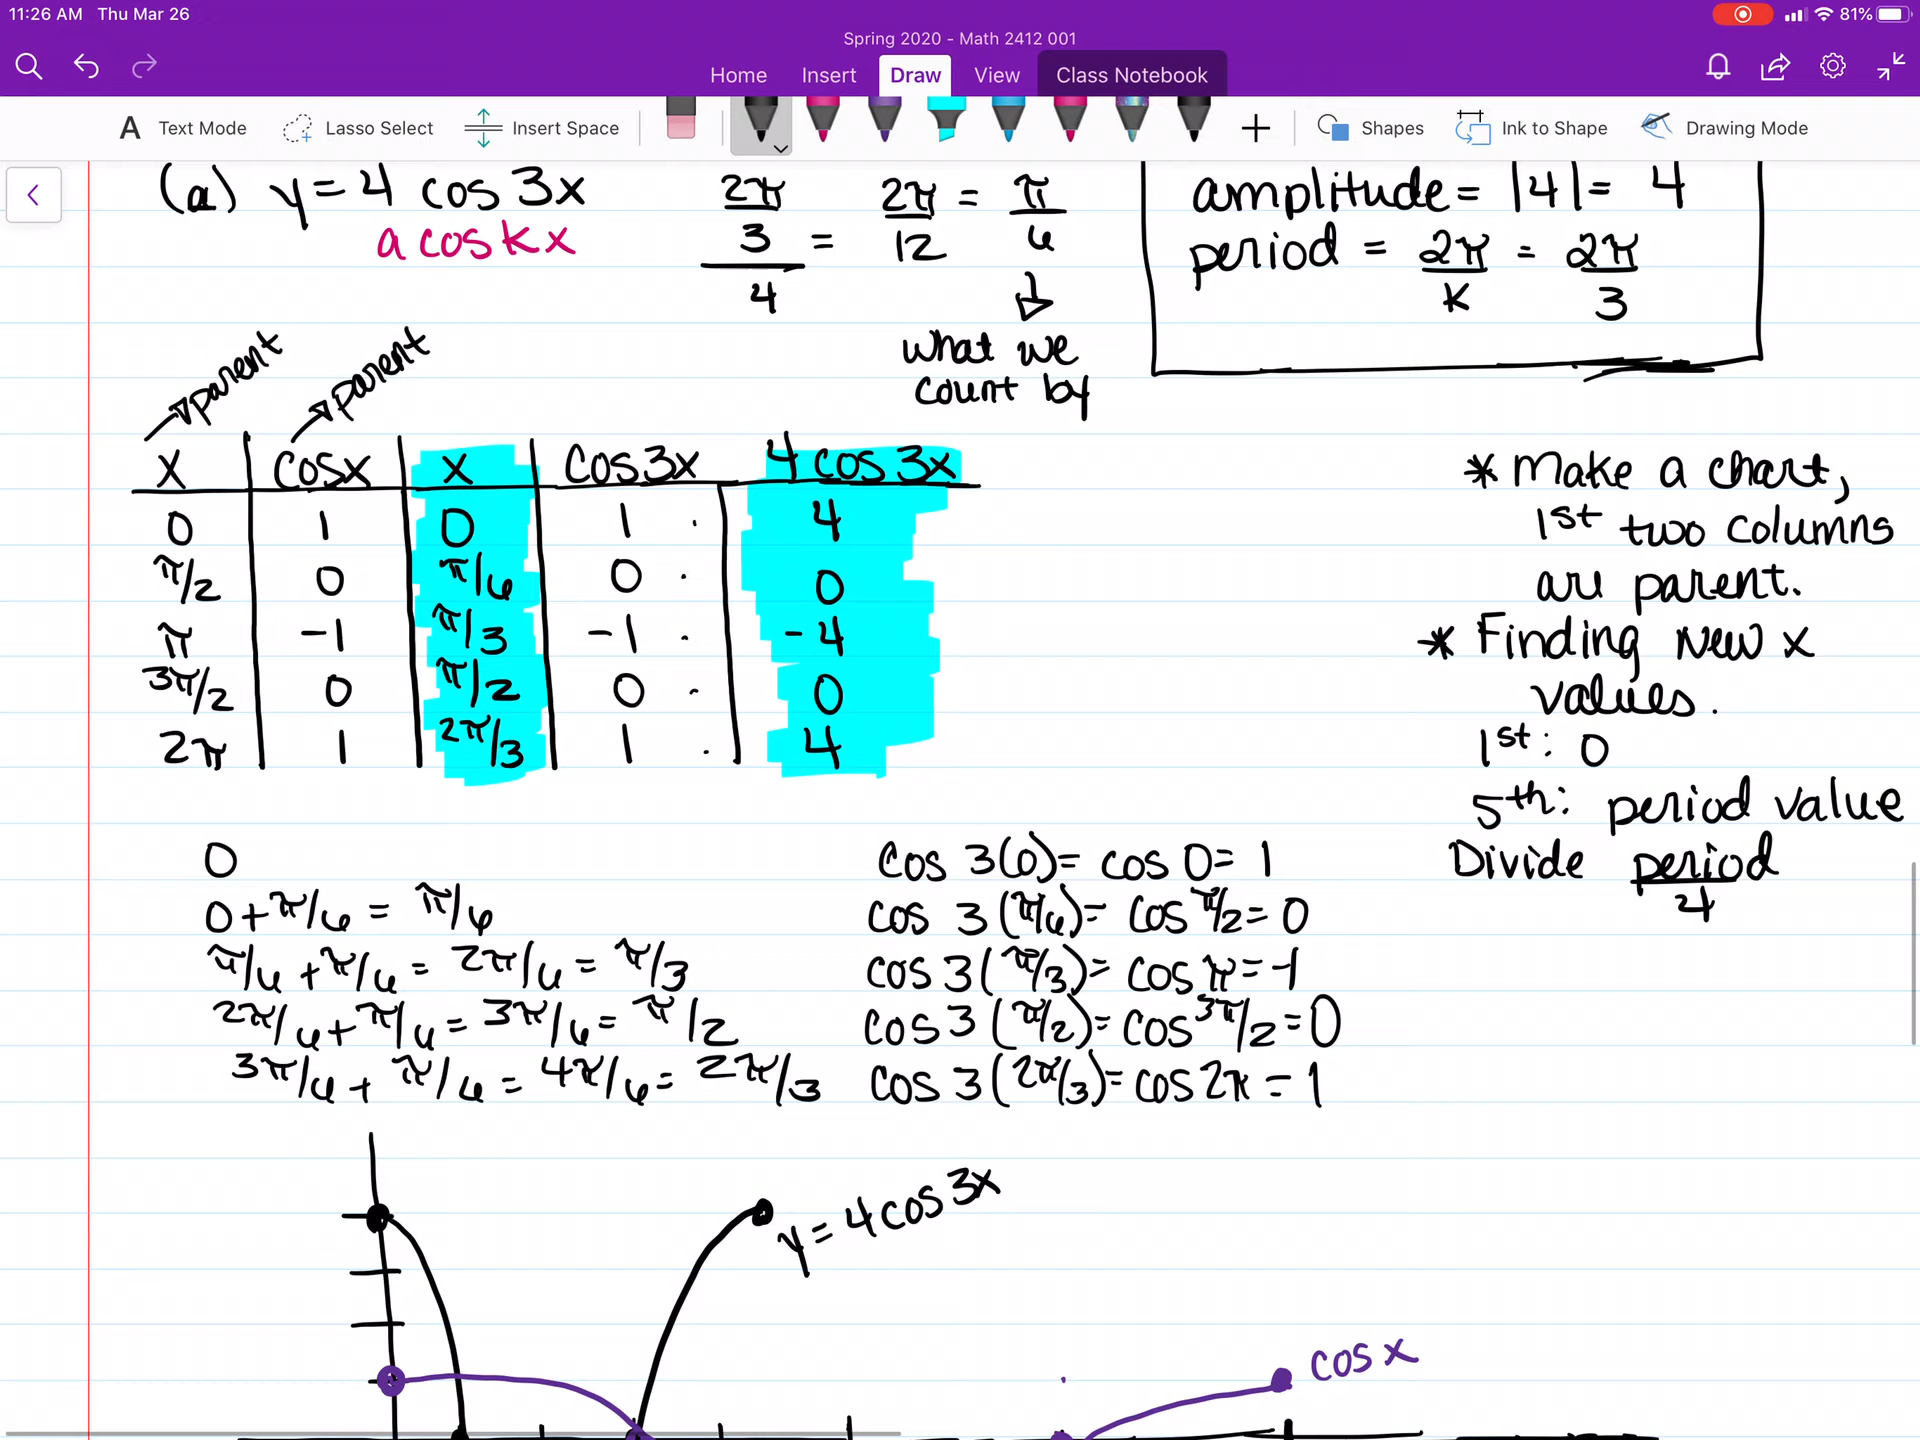 11:26 AM Thu Mar 26
81%
Spring 2020 - Math 2412 001
Home Insert Draw View Class Notebook
A Text Mode Lasso Select Insert Space Shapes Ink to Shape Drawing Mode
(a) y = 4 cos 3x
a cos kx
2π/3 / 4 = 2π/12 = π/6
what we
count by
amplitude = |4| = 4
period = 2π/K = 2π/3
parent parent
x | cosx | x | cos3x | 4 cos 3x
0 | 1 | 0 | 1 | 4
π/2 | 0 | π/6 | 0 | 0
π | -1 | π/3 | -1 | -4
3π/2 | 0 | π/2 | 0 | 0
2π | 1 | 2π/3 | 1 | 4
* Make a chart,
1st two columns
are parent.
* Finding new x
values.
1st: 0
5th: period value
Divide period/4
0
0 + π/6 = π/6
π/6 + π/6 = 2π/6 = π/3
2π/6 + π/6 = 3π/6 = π/2
3π/6 + π/6 = 4π/6 = 2π/3
cos 3(0) = cos 0 = 1
cos 3(π/6) = cos π/2 = 0
cos 3(π/3) = cos π = -1
cos 3(π/2) = cos 3π/2 = 0
cos 3(2π/3) = cos 2π = 1
y = 4 cos 3x
cos x